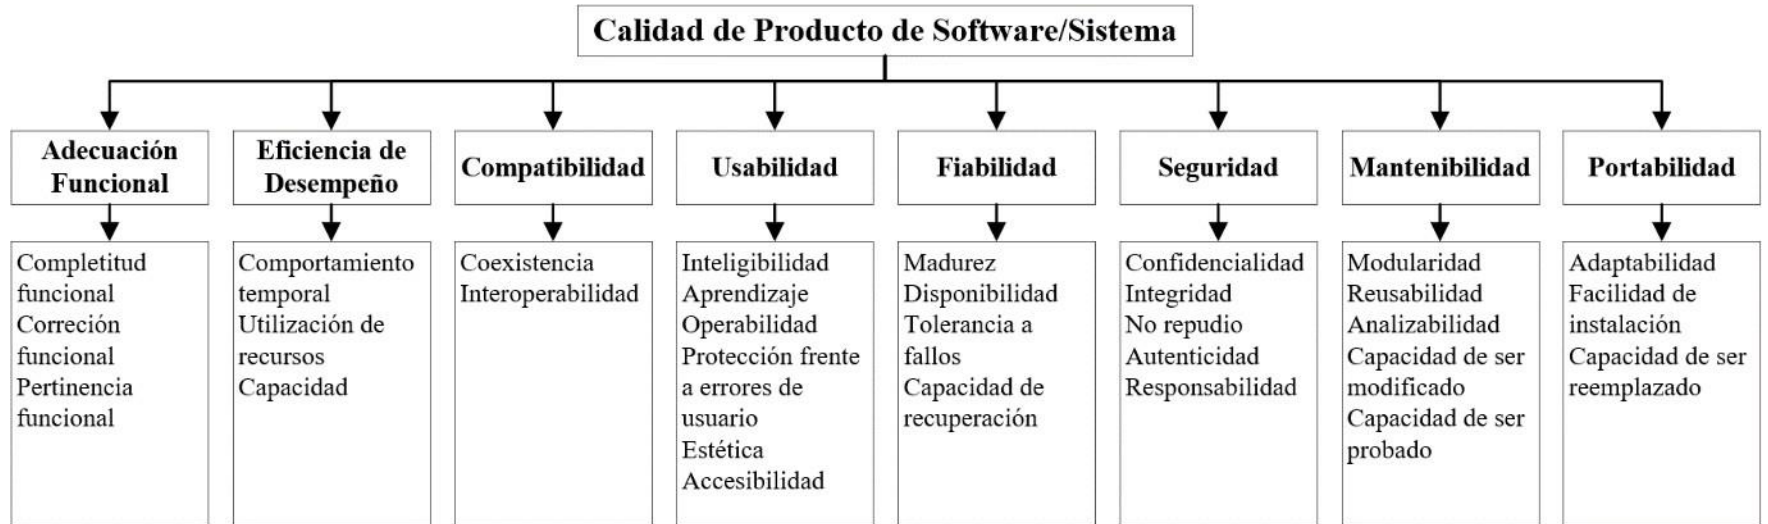 Calidad de Producto de Software/Sistema
Adecuación
Funcional
Eficiencia de
Desempeño
Compatibilidad
Usabilidad
Fiabilidad
Seguridad
Mantenibilidad
Portabilidad
Completitud
funcional
Correción
funcional
Pertinencia
funcional
Comportamiento
temporal
Utilización de
recursos
Capacidad
Coexistencia
Interoperabilidad
Inteligibilidad
Aprendizaje
Operabilidad
Protección frente
a errores de
usuario
Estética
Accesibilidad
Madurez
Disponibilidad
Tolerancia a
fallos
Capacidad de
recuperación
Confidencialidad
Integridad
No repudio
Autenticidad
Responsabilidad
Modularidad
Reusabilidad
Analizabilidad
Capacidad de ser
modificado
Capacidad de ser
probado
Adaptabilidad
Facilidad de
instalación
Capacidad de ser
reemplazado